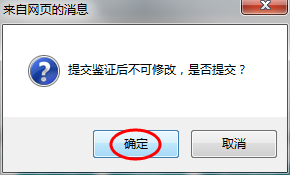 来自网页的消息
提交鉴证后不可修改，是否提交？
确定
取消